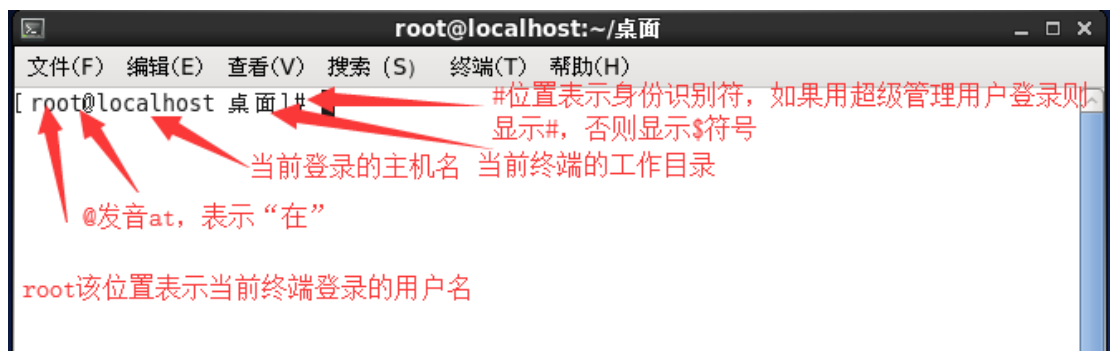 root@localhost:~/桌面
文件(F) 编辑(E) 查看(V) 搜索 (S) 终端(T) 帮助(H)
[root@localhost 桌面]#
#位置表示身份识别符，如果用超级管理用户登录则
显示#，否则显示$符号
当前登录的主机名 当前终端的工作目录
@发音at，表示“在”
root该位置表示当前终端登录的用户名